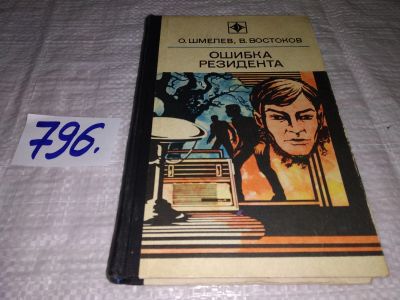 О. ШМЕЛЕВ, В. ВОСТОКОВ
ОШИБКА
РЕЗИДЕНТА
796.